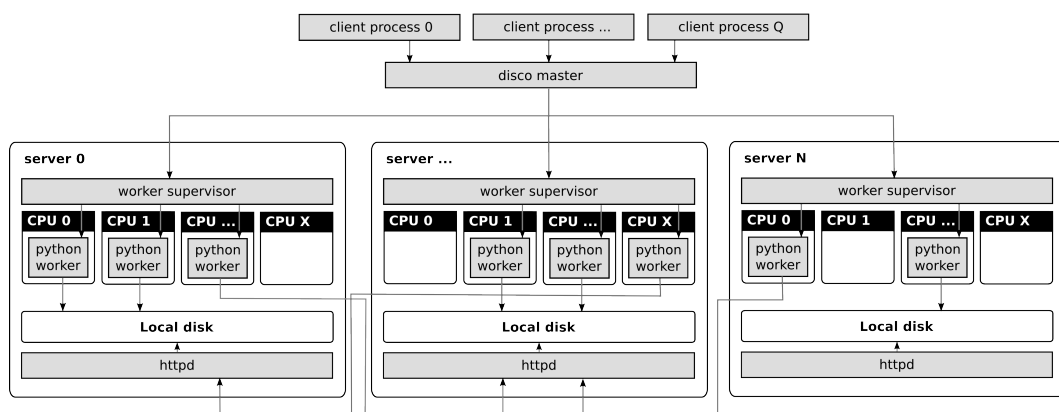 client process 0
client process ...
client process Q
disco master
server 0
worker supervisor
CPU 0
CPU 1
CPU ...
CPU X
python
worker
python
worker
python
worker
Local disk
httpd
server ...
worker supervisor
CPU 0
CPU 1
CPU ...
CPU X
python
worker
python
worker
python
worker
Local disk
httpd
server N
worker supervisor
CPU 0
CPU 1
CPU ...
CPU X
python
worker
python
worker
Local disk
httpd